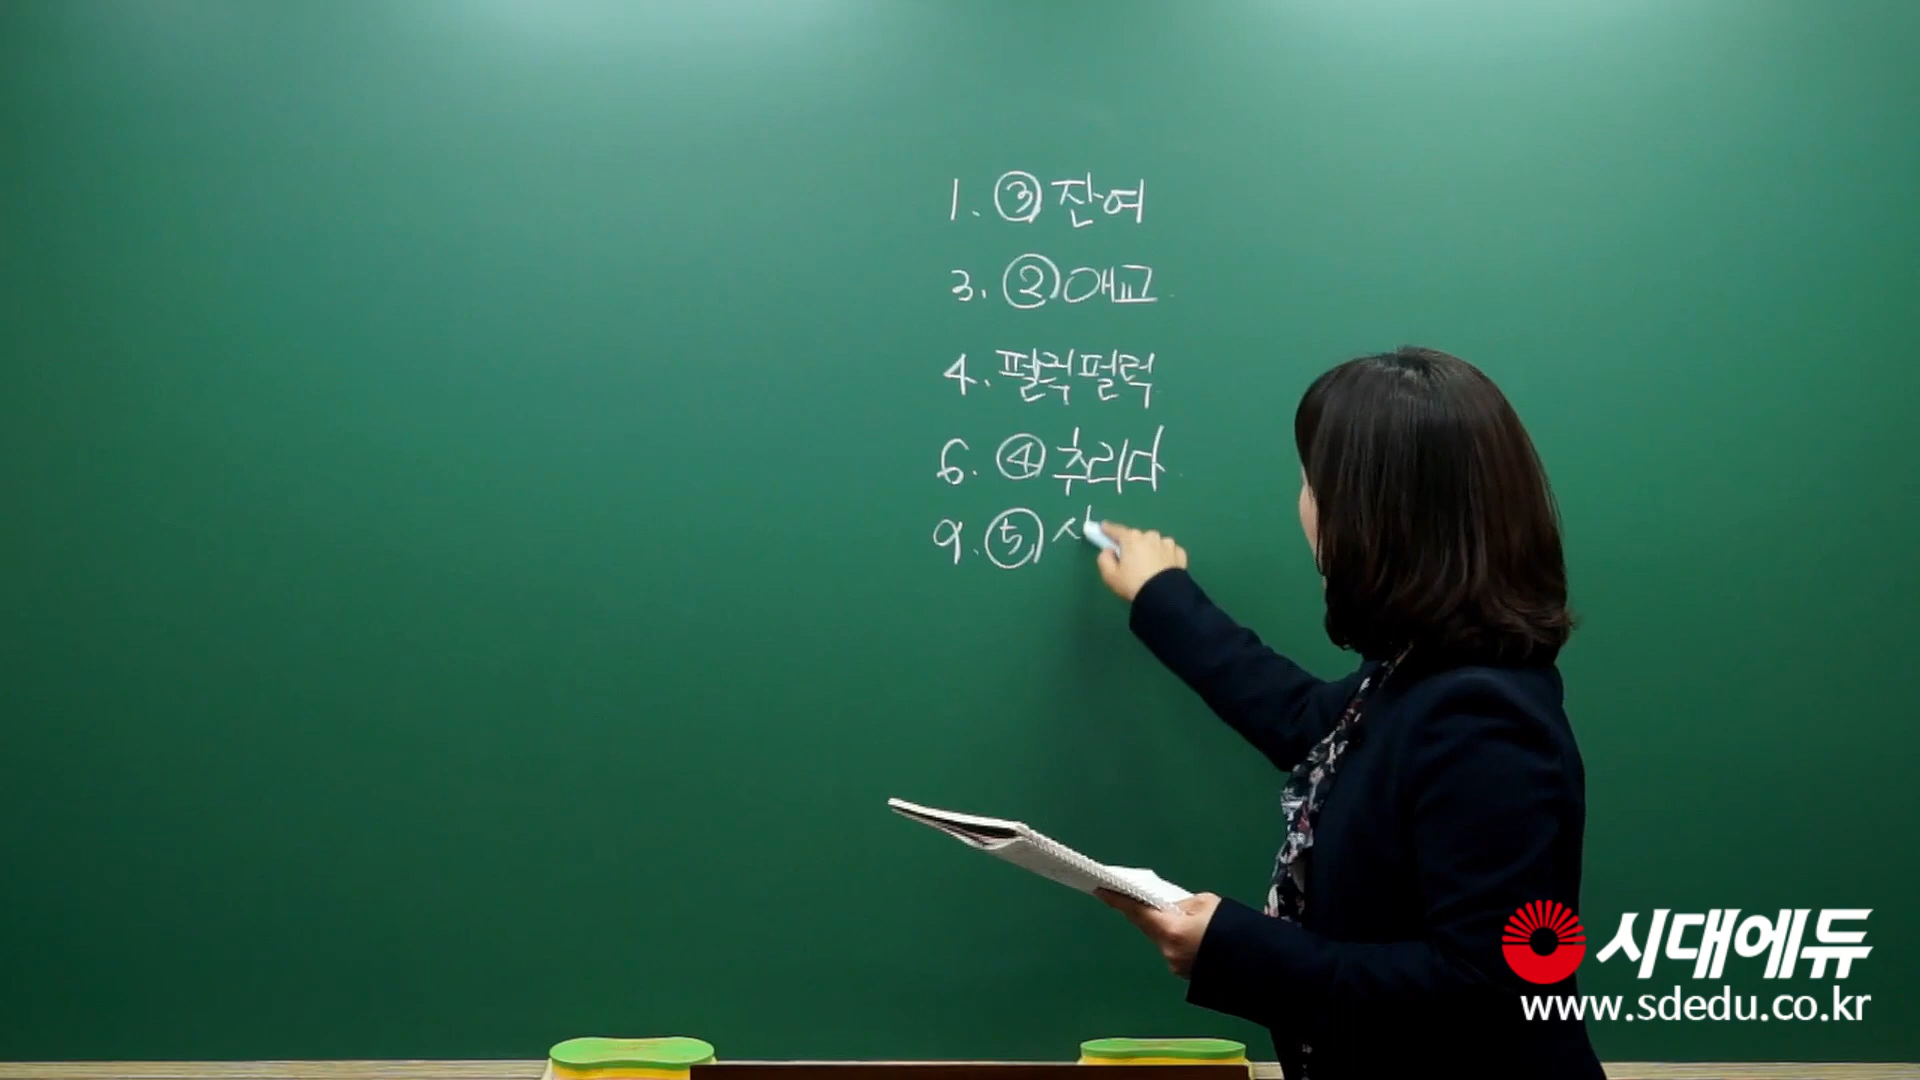 1. ③ 잔여
3. ② 애교
4. 펄럭펄럭
6. ④ 추리다
9. ⑤ 시
시대에듀
www.sdedu.co.kr